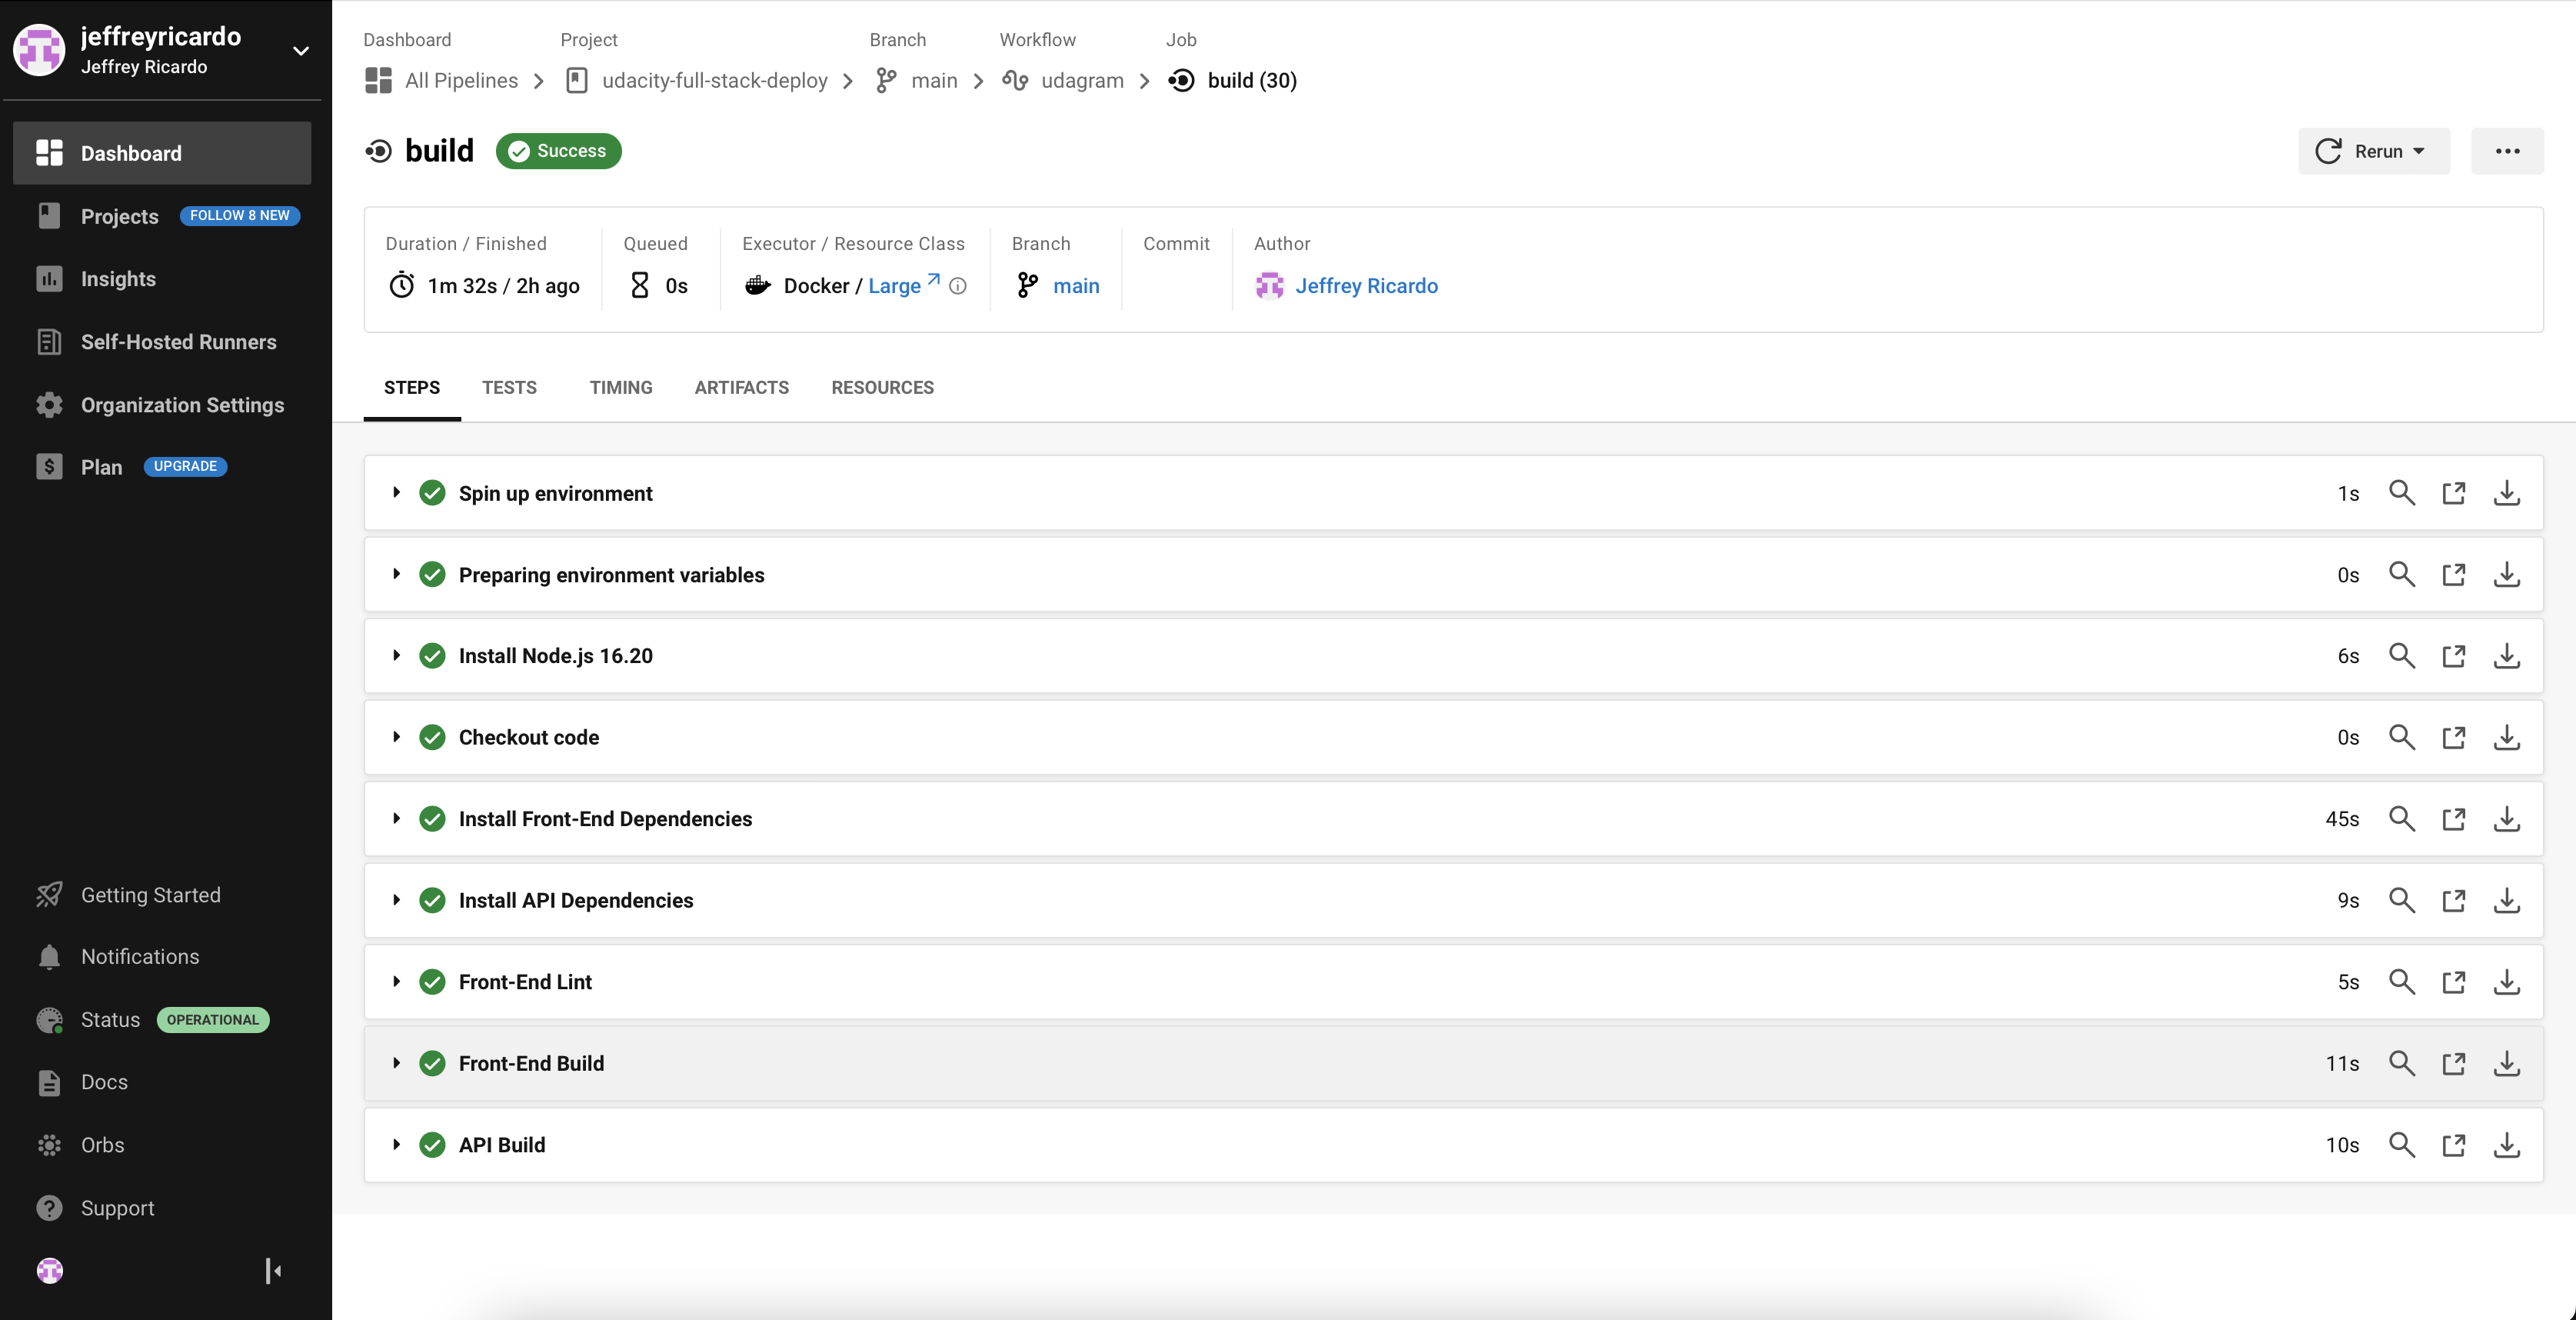 jeffreyricardo
Jeffrey Ricardo
Dashboard
Projects FOLLOW 8 NEW
Insights
Self-Hosted Runners
Organization Settings
$ Plan UPGRADE
Getting Started
Notifications
Status OPERATIONAL
Docs
Orbs
? Support
Dashboard Project Branch Workflow Job
All Pipelines udacity-full-stack-deploy main udagram build (30)
build Success
Rerun
Duration / Finished Queued Executor / Resource Class Branch Commit Author
1m 32s / 2h ago 0s Docker / Large main Jeffrey Ricardo
STEPS TESTS TIMING ARTIFACTS RESOURCES
Spin up environment 1s
Preparing environment variables 0s
Install Node.js 16.20 6s
Checkout code 0s
Install Front-End Dependencies 45s
Install API Dependencies 9s
Front-End Lint 5s
Front-End Build 11s
API Build 10s